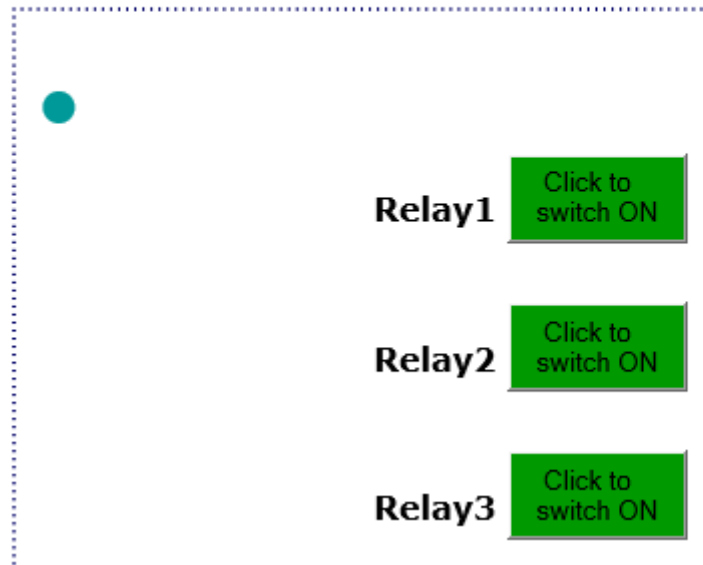 Click to
Relay1 switch ON
Click to
Relay2 switch ON
Click to
Relay3 switch ON